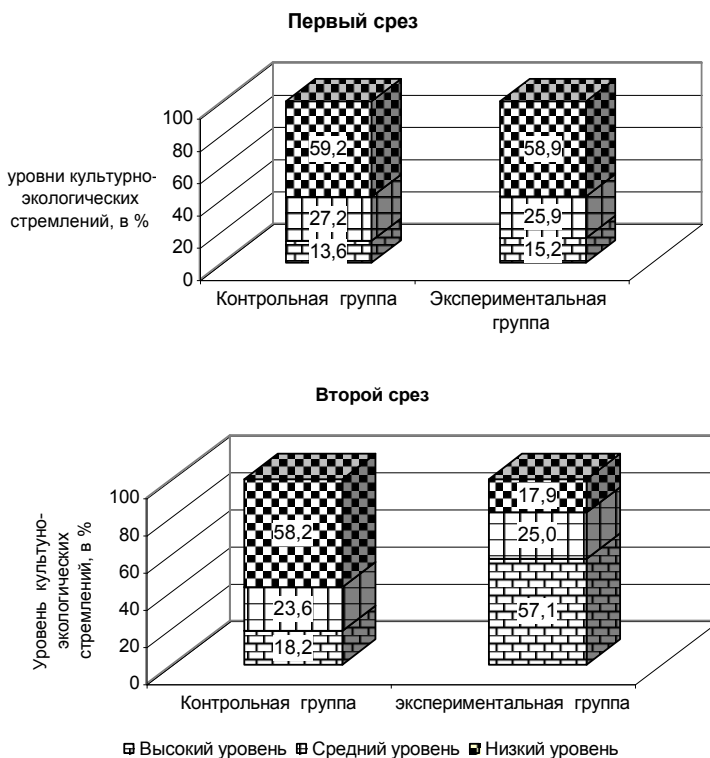 Первый срез
уровни культурно-
экологических
стремлений, в %
100
80
60
40
20
0
59,2
27,2
13,6
58,9
25,9
15,2
Контрольная группа
Экспериментальная
группа
Второй срез
Уровень культуно-
экологических
стремлений, в %
100
80
60
40
20
0
58,2
23,6
18,2
17,9
25,0
57,1
Контрольная группа
экспериментальная группа
Высокий уровень Средний уровень Низкий уровень